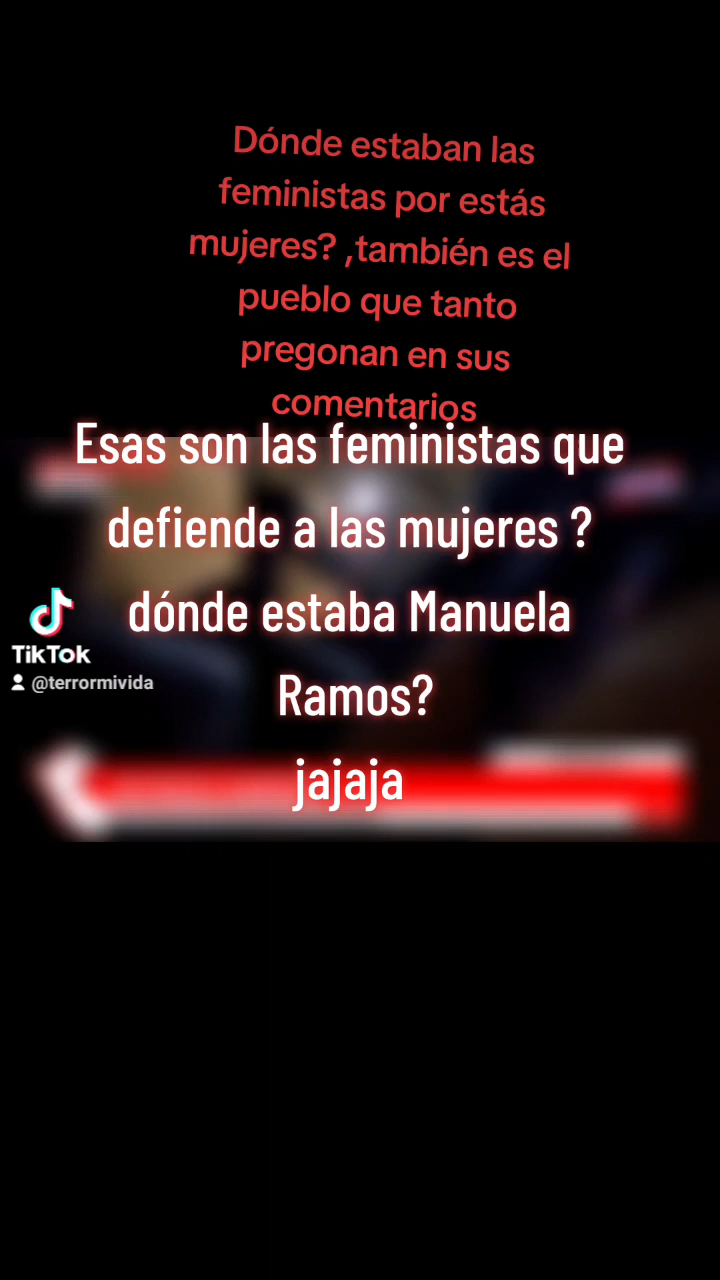 Dónde estaban las
feministas por estás
mujeres? ,también es el
pueblo que tanto
pregonan en sus
comentarios
Esas son las feministas que
defiende a las mujeres ?
dónde estaba Manuela
Ramos?
jajaja
TikTok
@terrormivida